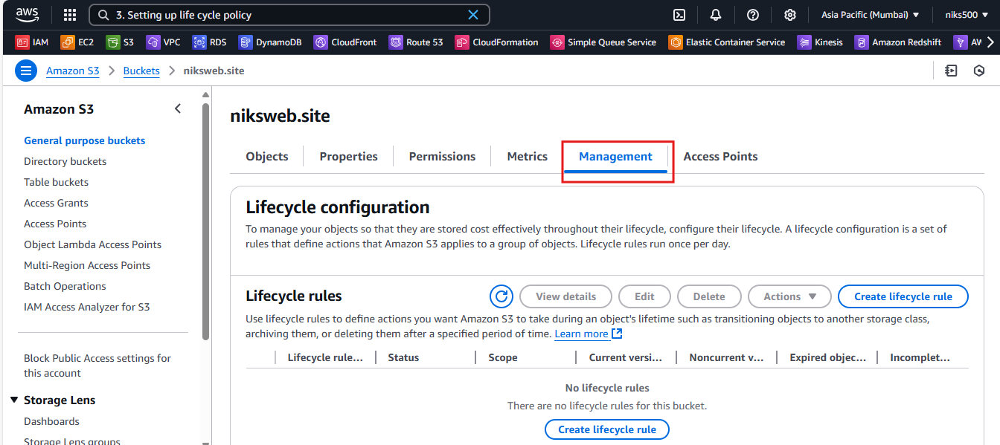 aws
3. Setting up life cycle policy
Asia Pacific (Mumbai)
niks500
IAM
EC2
S3
VPC
RDS
DynamoDB
CloudFront
Route 53
CloudFormation
Simple Queue Service
Elastic Container Service
Kinesis
Amazon Redshift
AW
Amazon S3 > Buckets > niksweb.site
Amazon S3
General purpose buckets
Directory buckets
Table buckets
Access Grants
Access Points
Object Lambda Access Points
Multi-Region Access Points
Batch Operations
IAM Access Analyzer for S3
Block Public Access settings for
this account
Storage Lens
Dashboards
Storage Lens groups
niksweb.site
Objects
Properties
Permissions
Metrics
Management
Access Points
Lifecycle configuration
To manage your objects so that they are stored cost effectively throughout their lifecycle, configure their lifecycle. A lifecycle configuration is a set of
rules that define actions that Amazon S3 applies to a group of objects. Lifecycle rules run once per day.
Lifecycle rules
View details
Edit
Delete
Actions
Create lifecycle rule
Use lifecycle rules to define actions you want Amazon S3 to take during an object's lifetime such as transitioning objects to another storage class,
archiving them, or deleting them after a specified period of time. Learn more
Lifecycle rule...
Status
Scope
Current versi...
Noncurrent v...
Expired objec...
Incomplet...
No lifecycle rules
There are no lifecycle rules for this bucket.
Create lifecycle rule